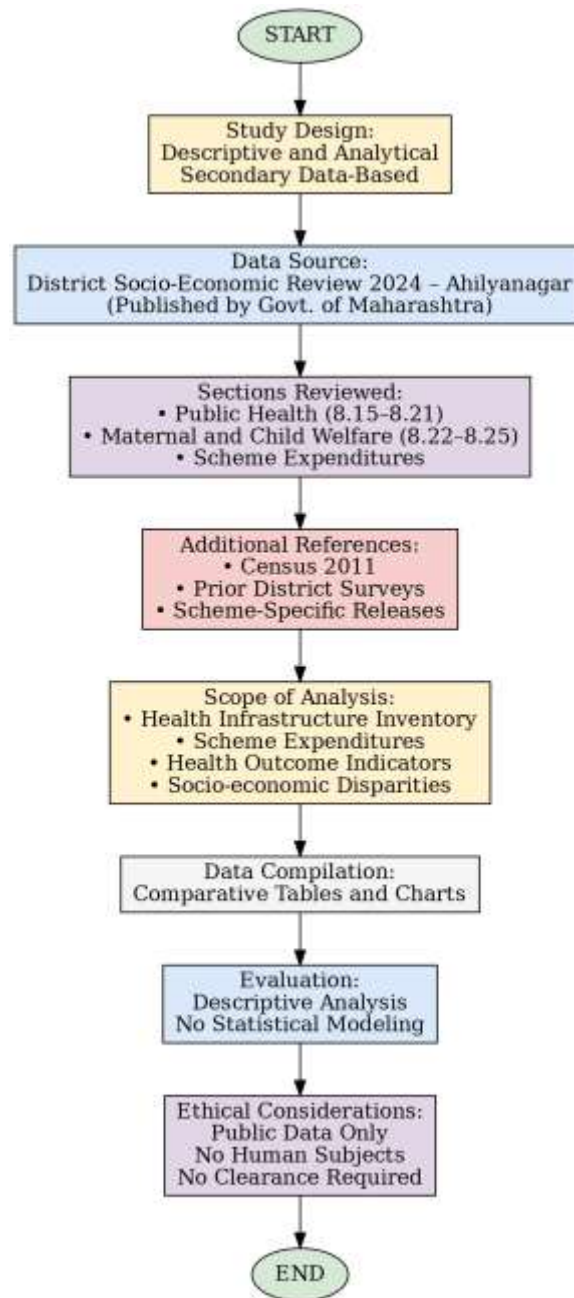 START
Study Design:
Descriptive and Analytical
Secondary Data-Based
Data Source:
District Socio-Economic Review 2024 – Ahilyanagar
(Published by Govt. of Maharashtra)
Sections Reviewed:
• Public Health (8.15–8.21)
• Maternal and Child Welfare (8.22–8.25)
• Scheme Expenditures
Additional References:
• Census 2011
• Prior District Surveys
• Scheme-Specific Releases
Scope of Analysis:
• Health Infrastructure Inventory
• Scheme Expenditures
• Health Outcome Indicators
• Socio-economic Disparities
Data Compilation:
Comparative Tables and Charts
Evaluation:
Descriptive Analysis
No Statistical Modeling
Ethical Considerations:
Public Data Only
No Human Subjects
No Clearance Required
END